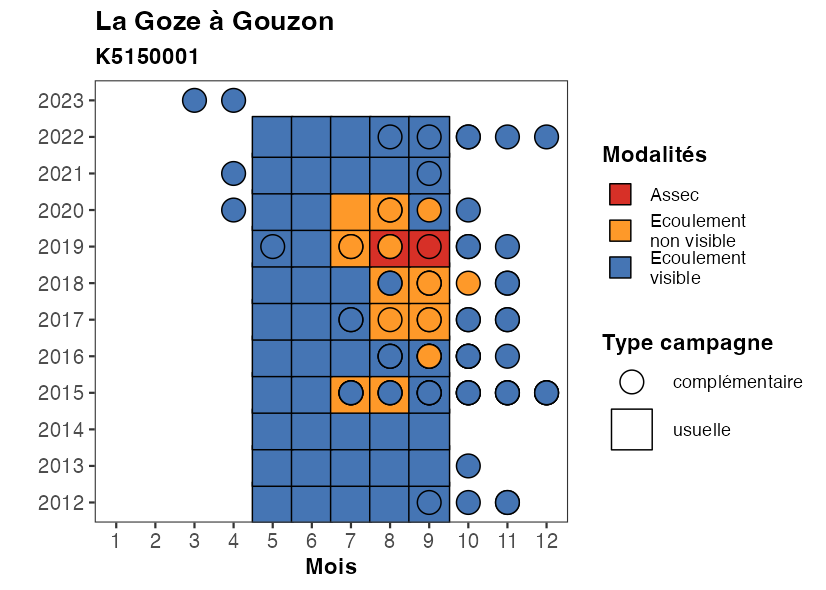 La Goze à Gouzon
K5150001
2023
2022
2021
2020
2019
2018
2017
2016
2015
2014
2013
2012
1 2 3 4 5 6 7 8 9 10 11 12
Mois
Modalités
Assec
Ecoulement
non visible
Ecoulement
visible
Type campagne
complémentaire
usuelle